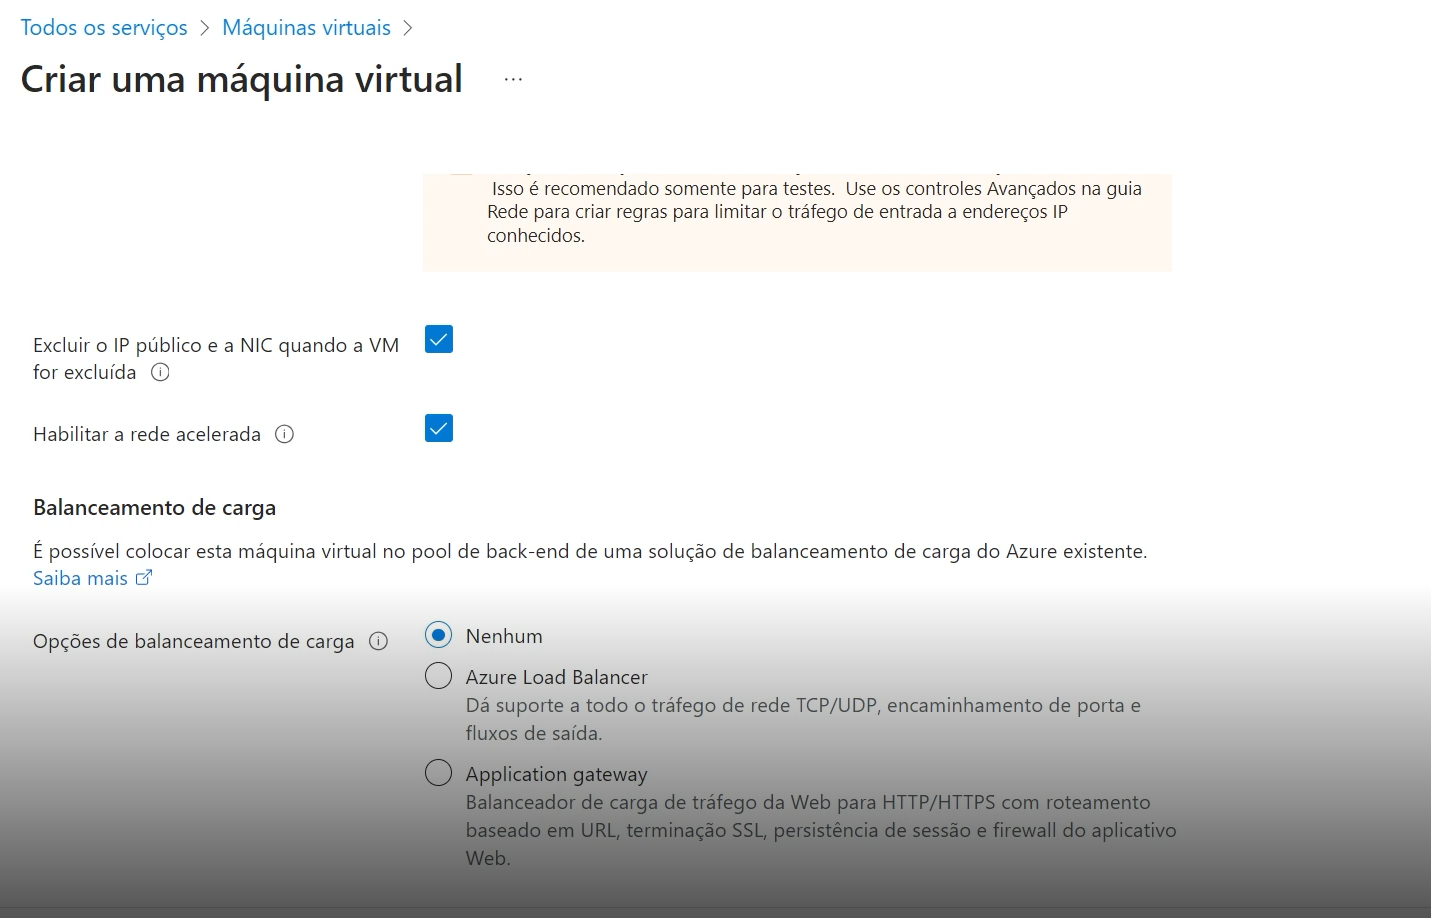 Todos os serviços > Máquinas virtuais >
Criar uma máquina virtual ...
Isso é recomendado somente para testes. Use os controles Avançados na guia
Rede para criar regras para limitar o tráfego de entrada a endereços IP
conhecidos.
Excluir o IP público e a NIC quando a VM
for excluída
Habilitar a rede acelerada
Balanceamento de carga
É possível colocar esta máquina virtual no pool de back-end de uma solução de balanceamento de carga do Azure existente.
Saiba mais
Opções de balanceamento de carga
Nenhum
Azure Load Balancer
Dá suporte a todo o tráfego de rede TCP/UDP, encaminhamento de porta e
fluxos de saída.
Application gateway
Balanceador de carga de tráfego da Web para HTTP/HTTPS com roteamento
baseado em URL, terminação SSL, persistência de sessão e firewall do aplicativo
Web.